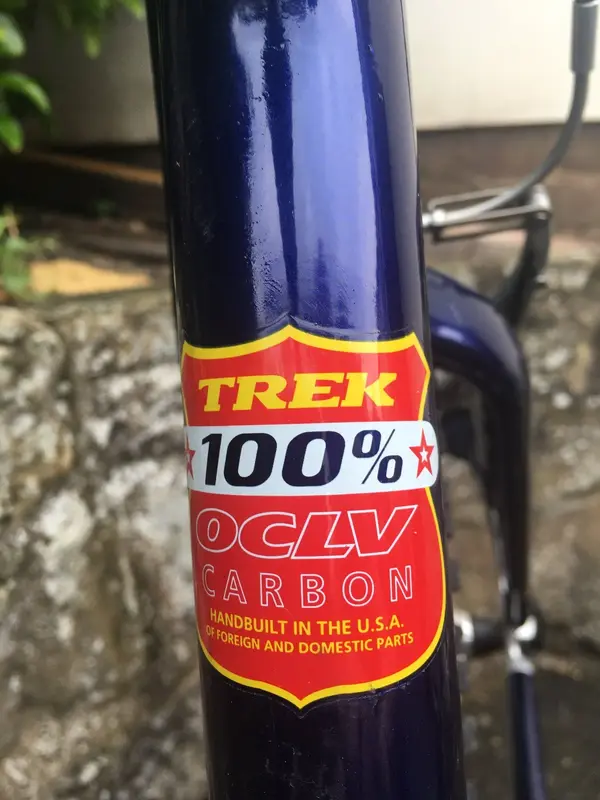 TREK
100%
OCLV
CARBON
HANDBUILT IN THE U.S.A.
OF FOREIGN AND DOMESTIC PARTS